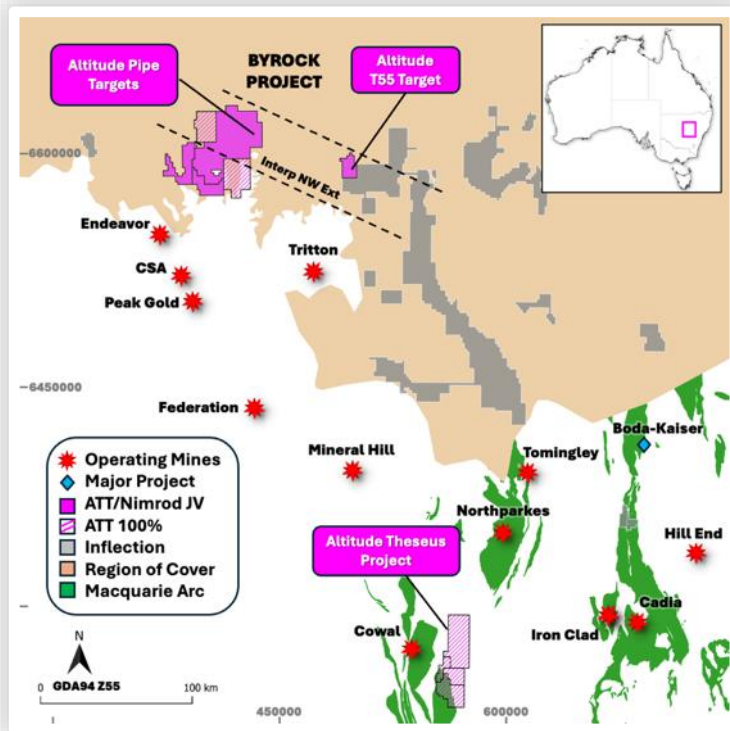 Altitude Pipe
Targets
BYROCK
PROJECT
Altitude
T55 Target
6600000
Interp NW Ext
Endeavor
CSA
Tritton
Peak Gold
6450000
Federation
Boda-Kaiser
Mineral Hill
Tomingley
Operating Mines
Major Project
ATT/Nimrod JV
ATT 100%
Inflection
Region of Cover
Macquarie Arc
Northparkes
Hill End
Altitude Theseus
Project
Cadia
Iron Clad
Cowal
N
GDA94 Z55
0 100 km
450000
600000